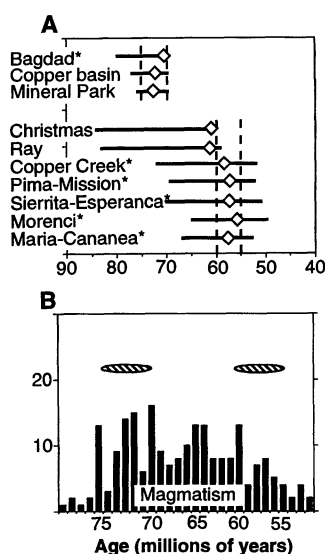 A
Bagdad*
Copper basin
Mineral Park
Christmas
Ray
Copper Creek*
Pima-Mission*
Sierrita-Esperanca*
Morenci*
Maria-Cananea*
90 80 70 60 50 40
B
20
10
Magmatism
75 70 65 60 55
Age (millions of years)